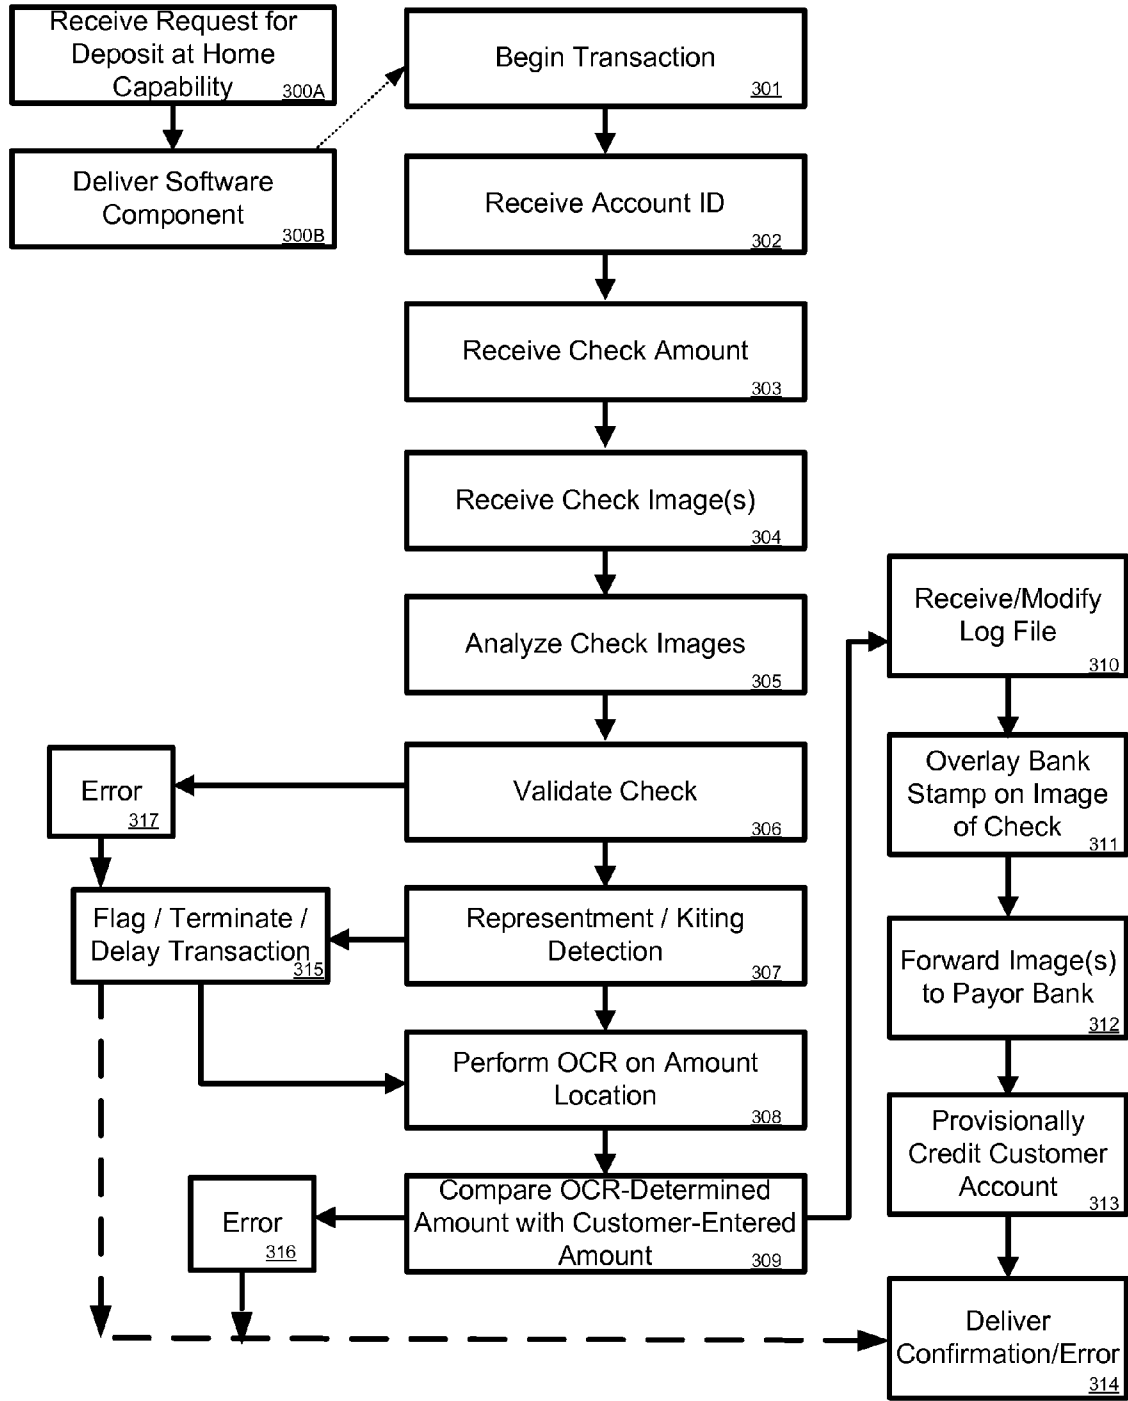 Receive Request for
Deposit at Home
Capability
300A
Deliver Software
Component
300B
Begin Transaction
301
Receive Account ID
302
Receive Check Amount
303
Receive Check Image(s)
304
Analyze Check Images
305
Validate Check
306
Error
317
Flag / Terminate /
Delay Transaction
315
Representment / Kiting
Detection
307
Perform OCR on Amount
Location
308
Compare OCR-Determined
Amount with Customer-Entered
Amount
309
Error
316
Receive/Modify
Log File
310
Overlay Bank
Stamp on Image
of Check
311
Forward Image(s)
to Payor Bank
312
Provisionally
Credit Customer
Account
313
Deliver
Confirmation/Error
314